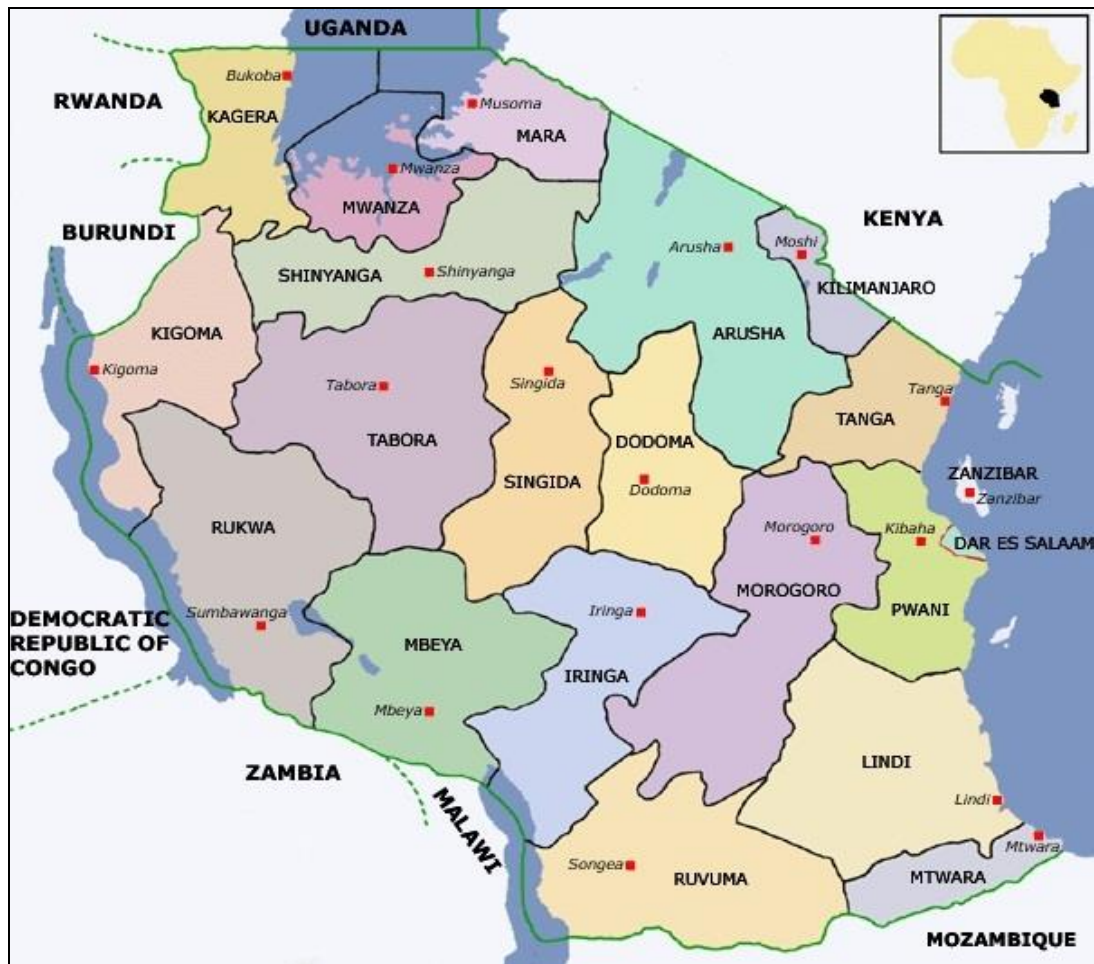 UGANDA
Bukoba
RWANDA
KAGERA
Musoma
MARA
Mwanza
MWANZA
BURUNDI
KENYA
Arusha
Moshi
SHINYANGA
Shinyanga
KILIMANJARO
KIGOMA
ARUSHA
Kigoma
Tabora
Singida
Tanga
TANZANIA
TABORA
DODOMA
TANGA
SINGIDA
Dodoma
ZANZIBAR
Zanzibar
RUKWA
Morogoro
Kibaha
DAR ES SALAAM
MOROGORO
PWANI
Sumbawanga
Iringa
DEMOCRATIC
REPUBLIC OF
CONGO
MBEYA
IRINGA
Mbeya
ZAMBIA
LINDI
Lindi
MALAWI
Mtwara
Songea
RUVUMA
MTWARA
MOZAMBIQUE